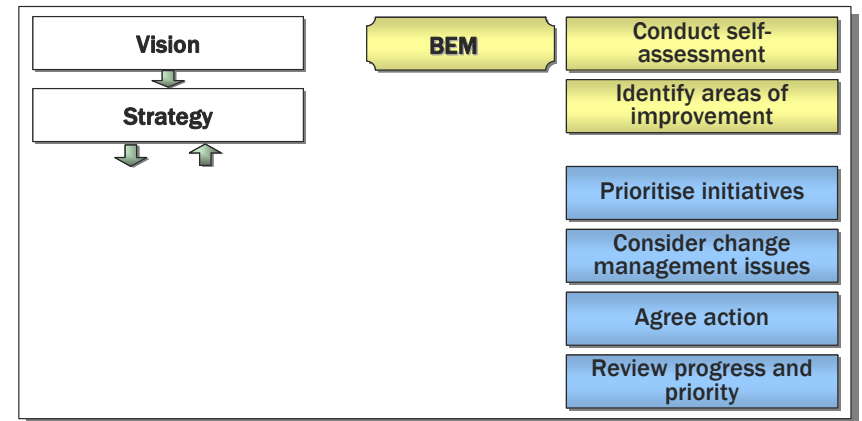 Vision
Strategy
BEM
Conduct self-
assessment
Identify areas of
improvement
Prioritise initiatives
Consider change
management issues
Agree action
Review progress and
priority